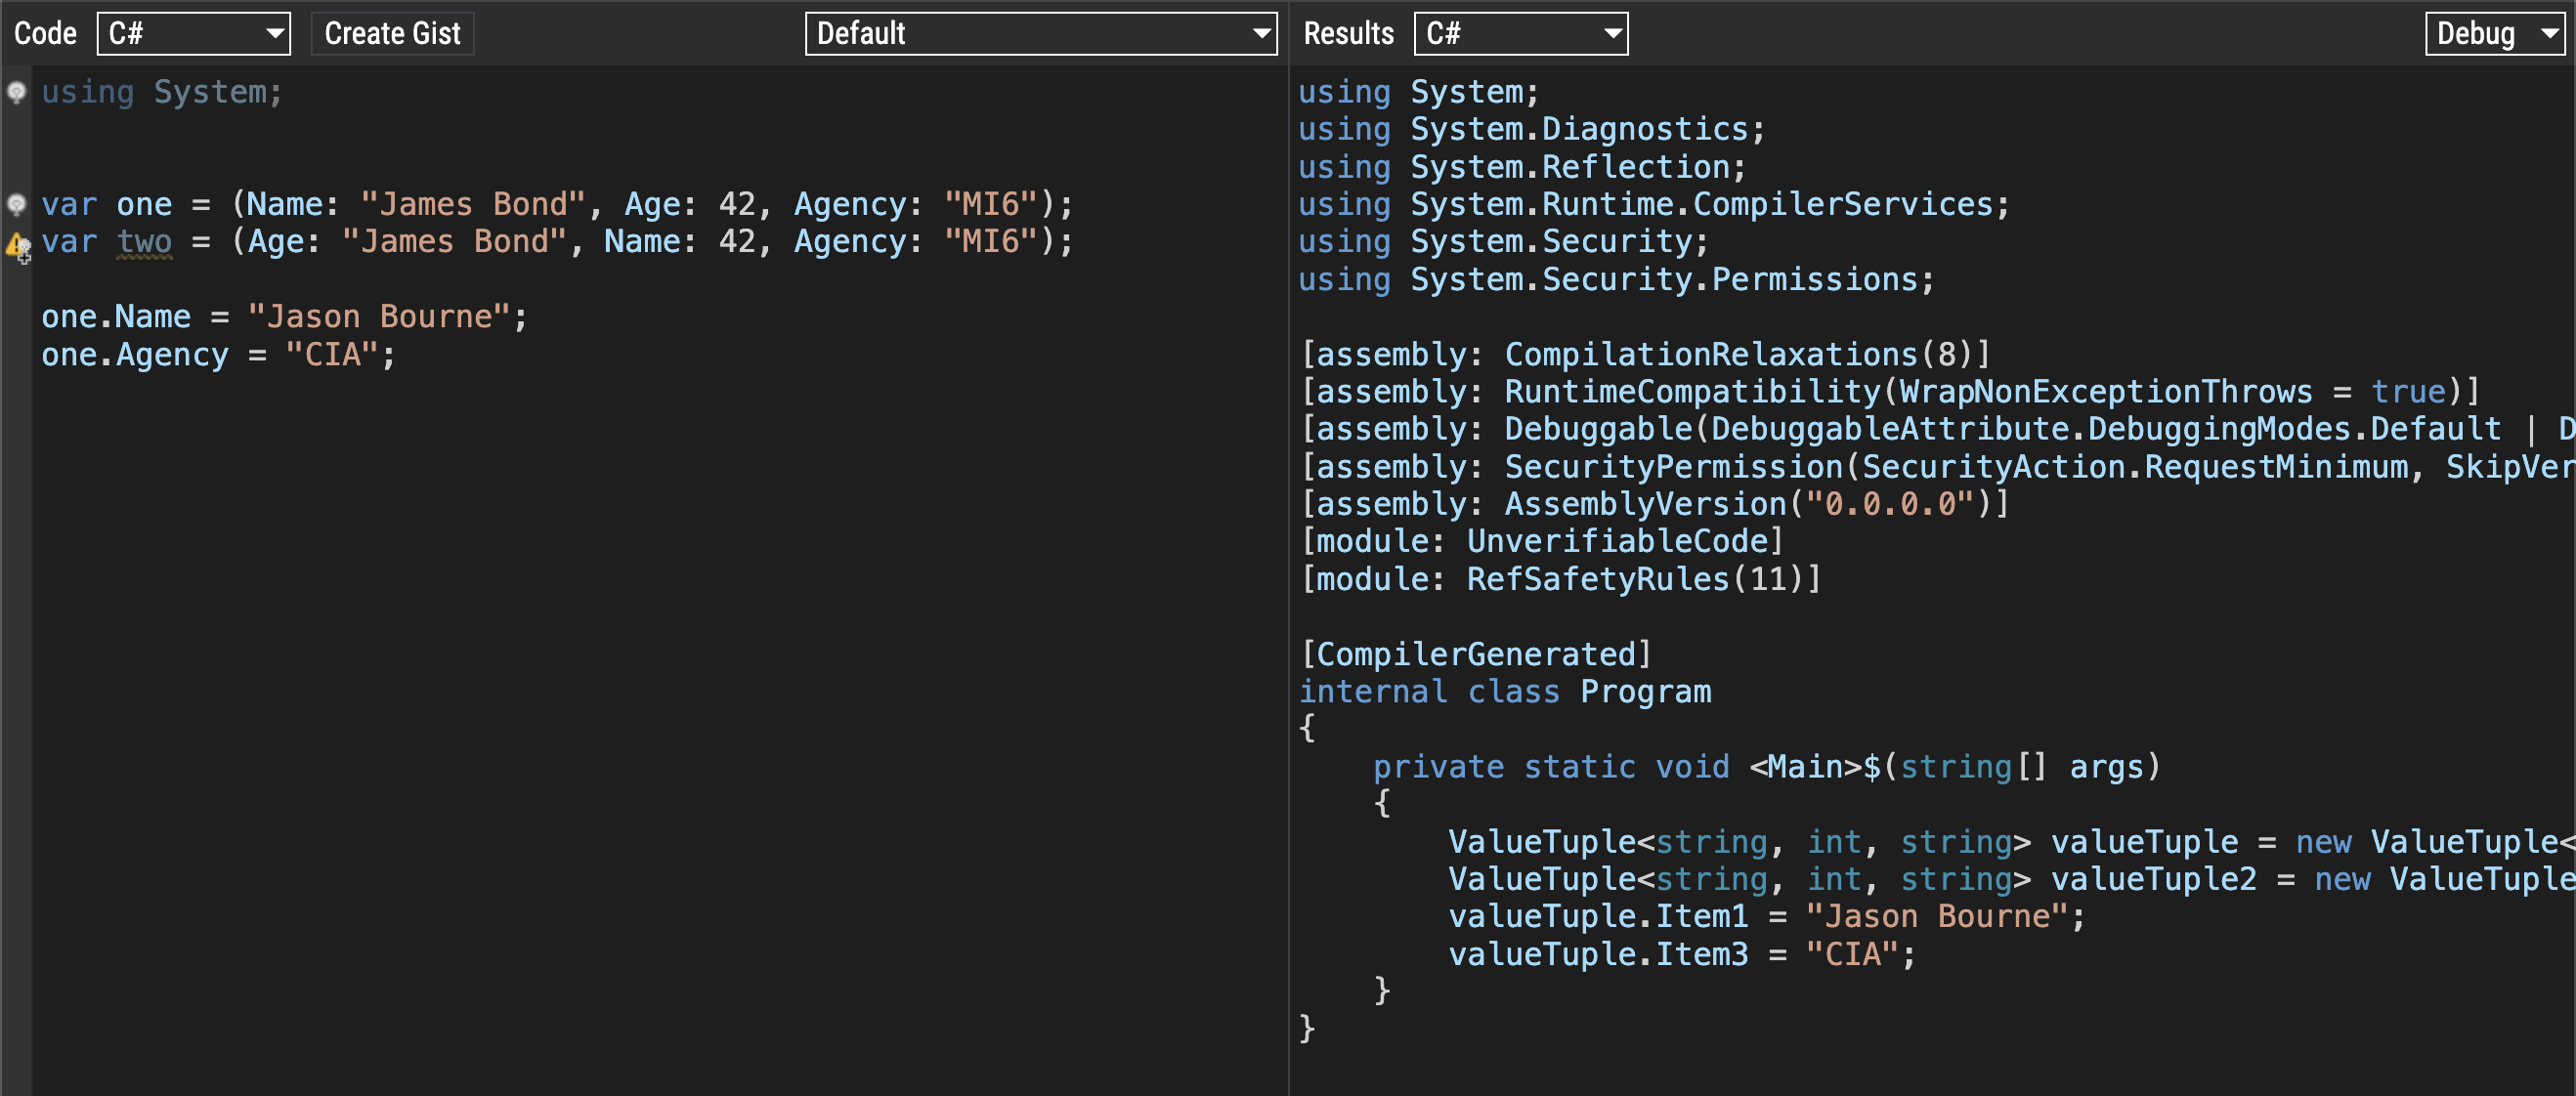 Code C# Create Gist Default
using System;
var one = (Name: "James Bond", Age: 42, Agency: "MI6");
var two = (Age: "James Bond", Name: 42, Agency: "MI6");
one.Name = "Jason Bourne";
one.Agency = "CIA";
Results C# Debug
using System;
using System.Diagnostics;
using System.Reflection;
using System.Runtime.CompilerServices;
using System.Security;
using System.Security.Permissions;
[assembly: CompilationRelaxations(8)]
[assembly: RuntimeCompatibility(WrapNonExceptionThrows = true)]
[assembly: Debuggable(DebuggableAttribute.DebuggingModes.Default | D
[assembly: SecurityPermission(SecurityAction.RequestMinimum, SkipVer
[assembly: AssemblyVersion("0.0.0.0")]
[module: UnverifiableCode]
[module: RefSafetyRules(11)]
[CompilerGenerated]
internal class Program
{
    private static void <Main>$(string[] args)
    {
        ValueTuple<string, int, string> valueTuple = new ValueTuple<
        ValueTuple<string, int, string> valueTuple2 = new ValueTuple
        valueTuple.Item1 = "Jason Bourne";
        valueTuple.Item3 = "CIA";
    }
}